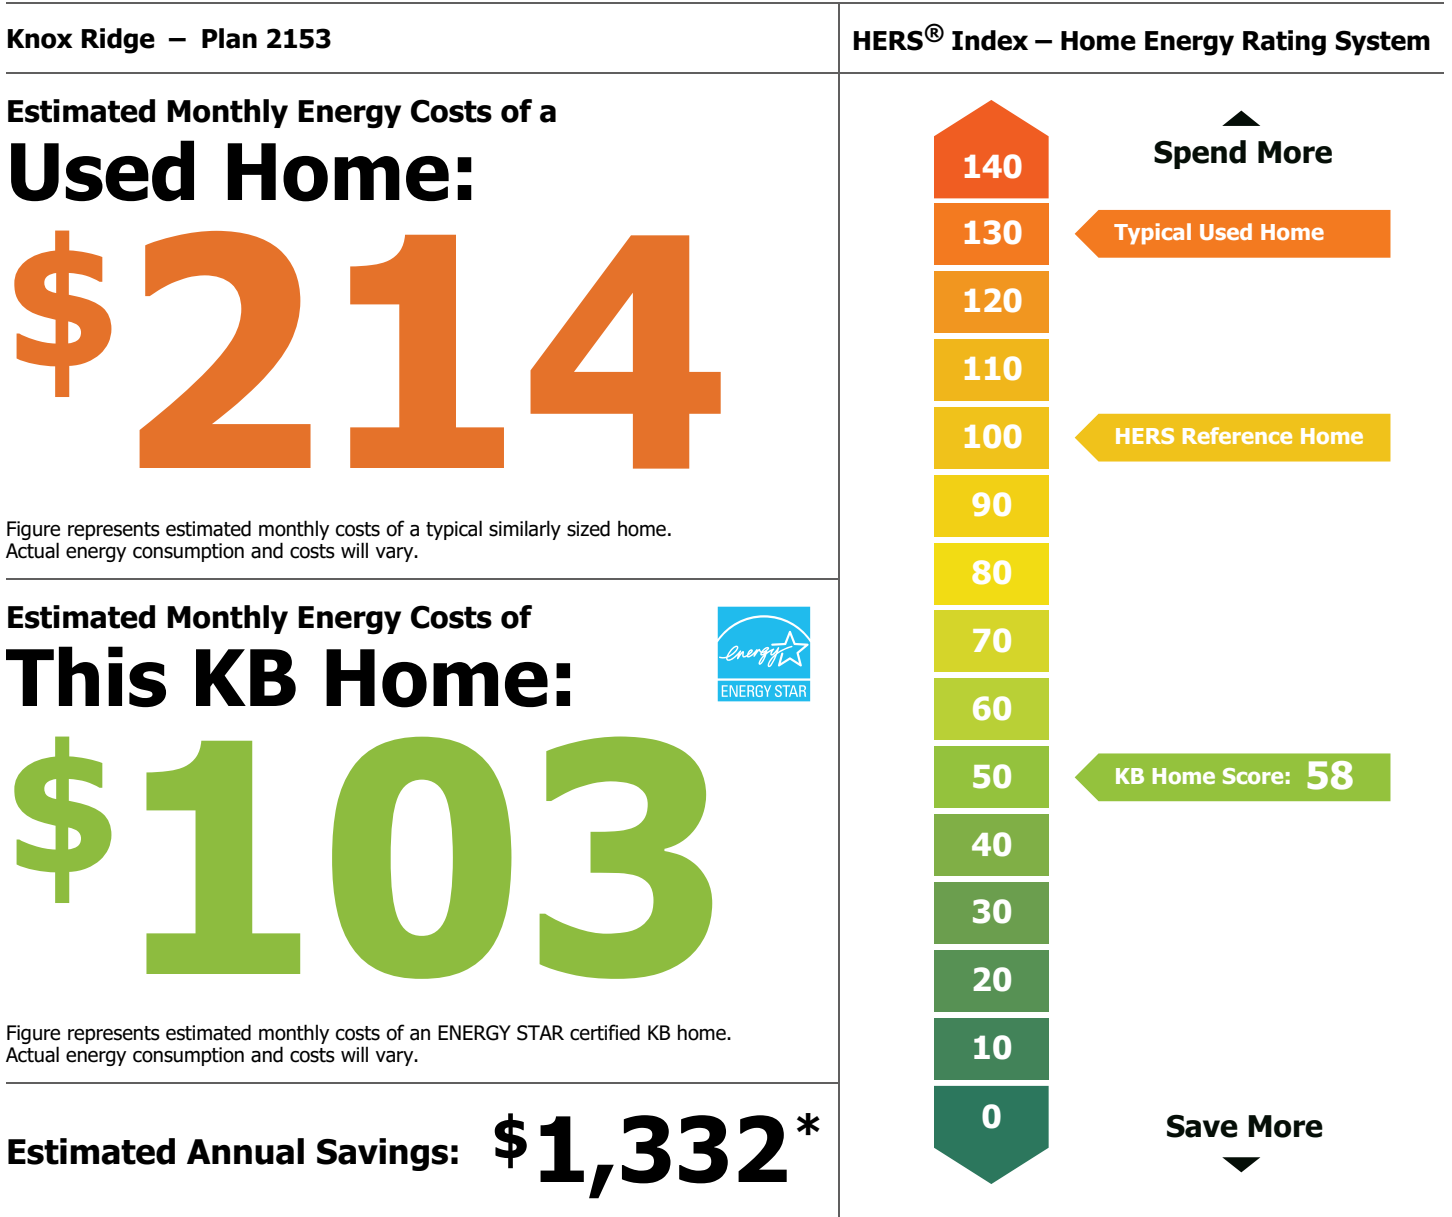 Knox Ridge – Plan 2153
Estimated Monthly Energy Costs of a
Used Home:
$214
Figure represents estimated monthly costs of a typical similarly sized home.
Actual energy consumption and costs will vary.
Estimated Monthly Energy Costs of
This KB Home:
energy
ENERGY STAR
$103
Figure represents estimated monthly costs of an ENERGY STAR certified KB home.
Actual energy consumption and costs will vary.
Estimated Annual Savings: $1,332*
HERS® Index – Home Energy Rating System
Spend More
140
130 Typical Used Home
120
110
100 HERS Reference Home
90
80
70
60
50 KB Home Score: 58
40
30
20
10
0
Save More